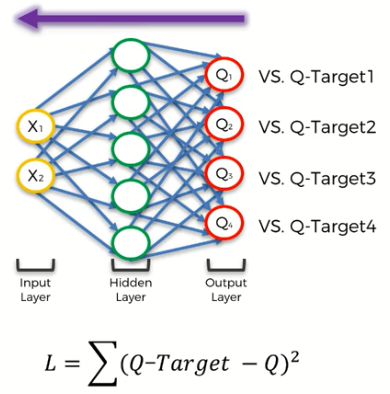 Q₁ VS. Q-Target1
X₁ Q₂ VS. Q-Target2
X₂ Q₃ VS. Q-Target3
Q₄ VS. Q-Target4
Input Layer
Hidden Layer
Output Layer
L = ∑(Q-Target − Q)²